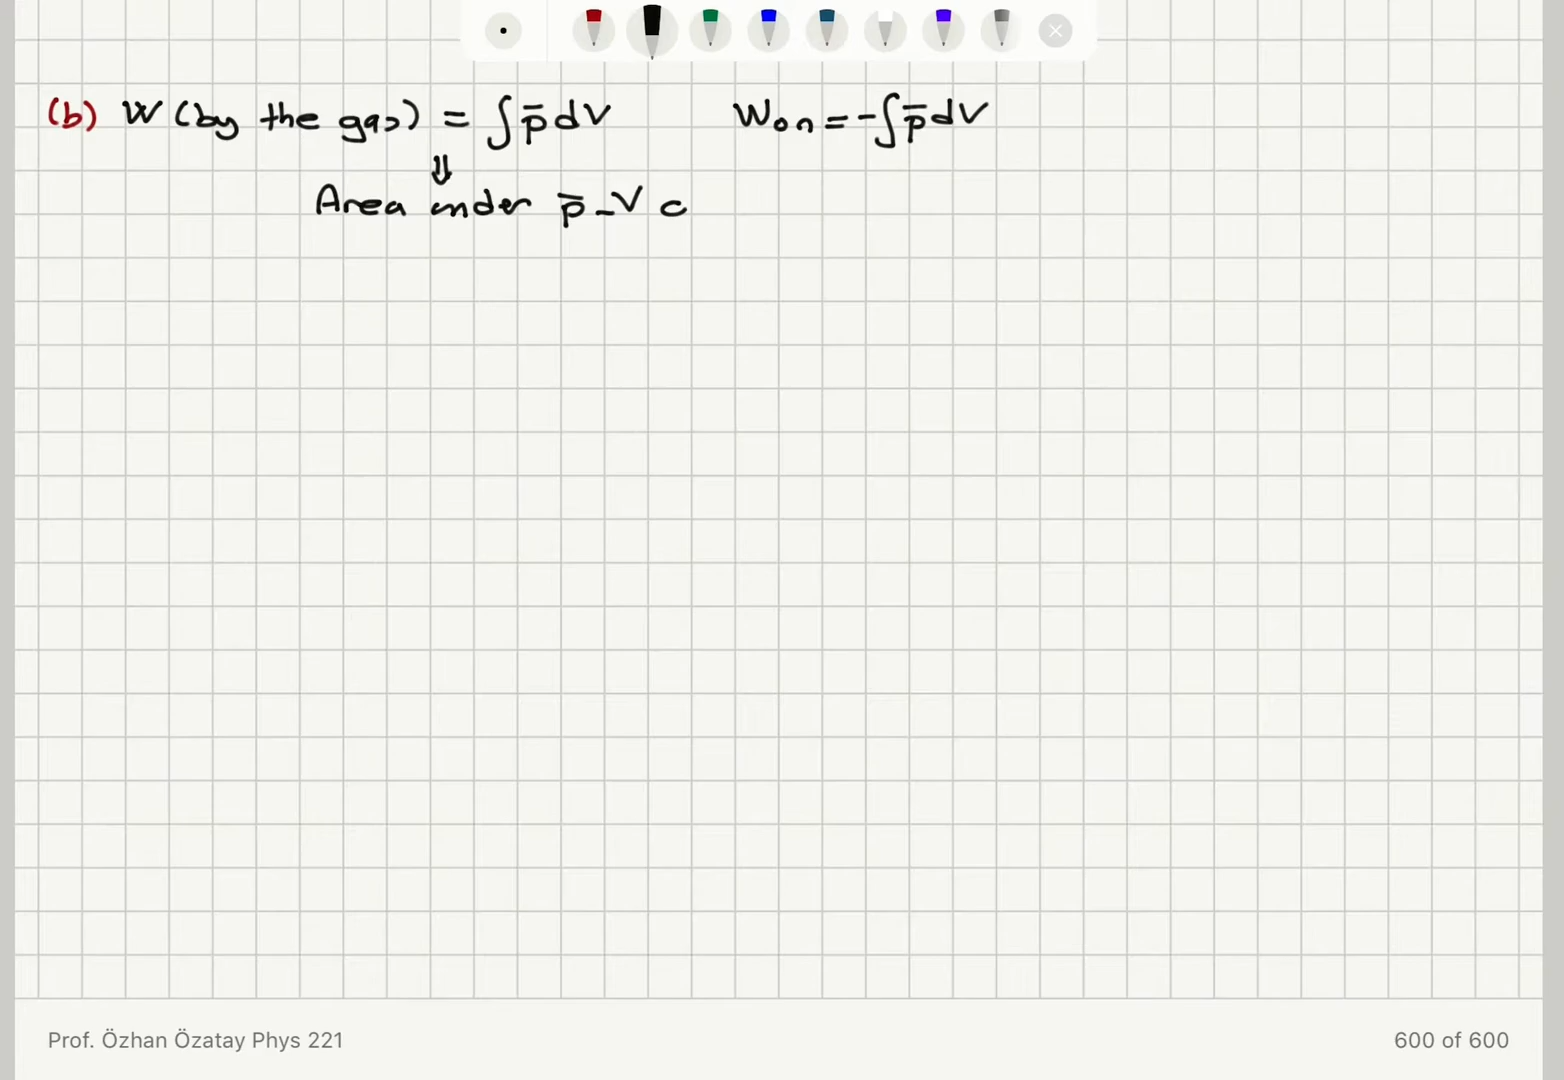 (b) W (by the gas) = ∫p̄dV    Won = -∫p̄dV
⇓
Area under p̄-V c
Prof. Özhan Özatay Phys 221    600 of 600